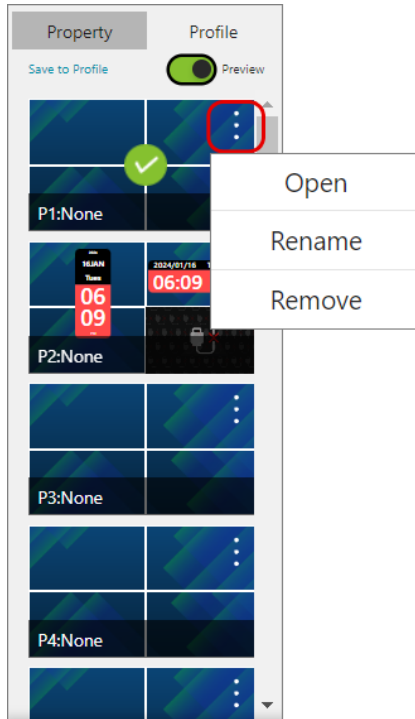 Property Profile
Save to Profile Preview
P1:None
Open
Rename
Remove
16JAN
Tues
06
09
2024/01/16
06:09
P2:None
P3:None
P4:None